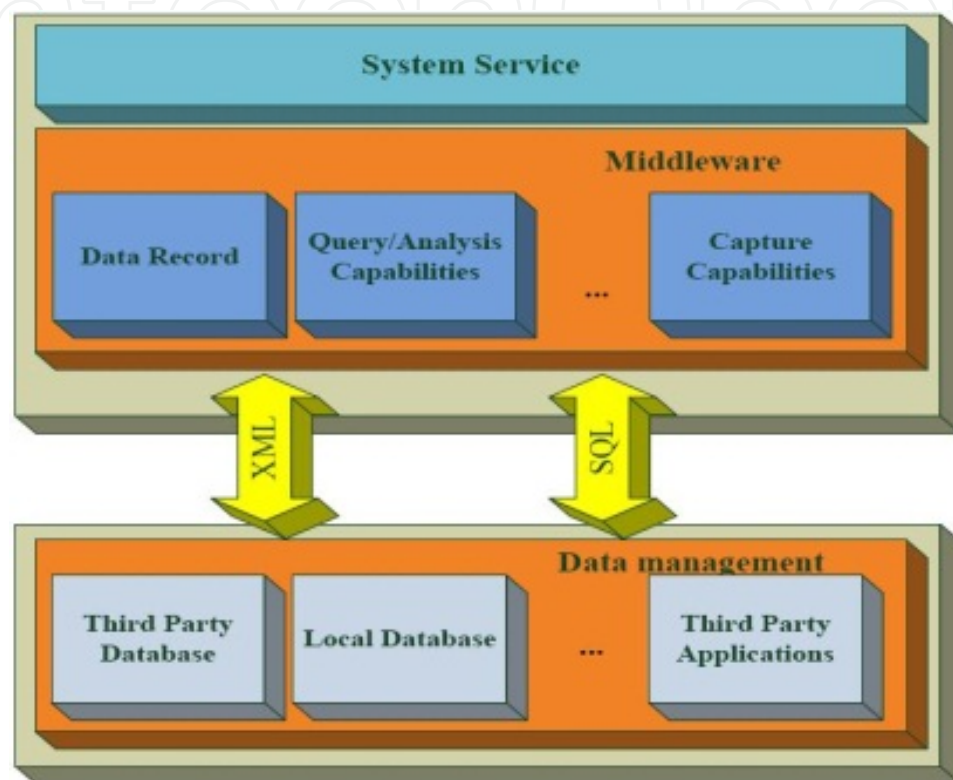 System Service
Middleware
Data Record
Query/Analysis
Capabilities
...
Capture
Capabilities
XML
SQL
Data management
Third Party
Database
Local Database
...
Third Party
Applications